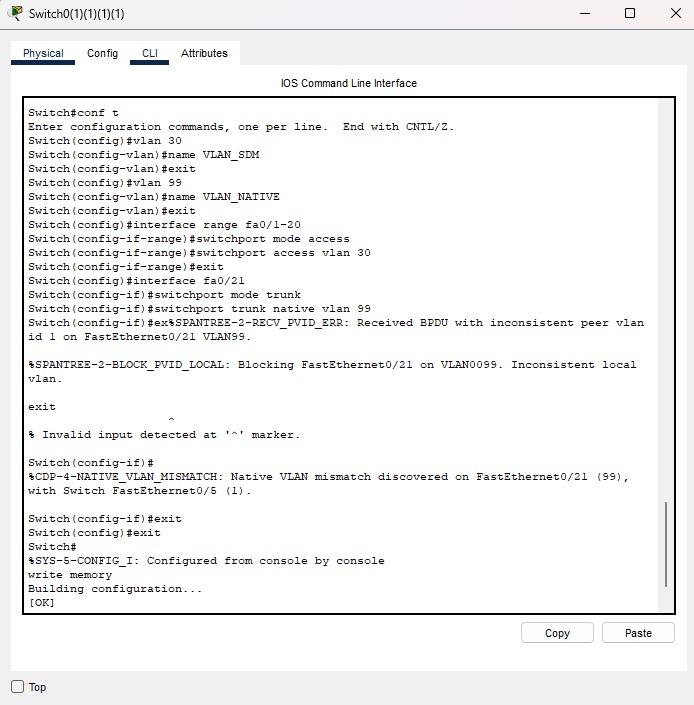 Switch0(1)(1)(1)(1)
Physical Config CLI Attributes
IOS Command Line Interface
Switch#conf t
Enter configuration commands, one per line.  End with CNTL/Z.
Switch(config)#vlan 30
Switch(config-vlan)#name VLAN_SDM
Switch(config-vlan)#exit
Switch(config)#vlan 99
Switch(config-vlan)#name VLAN_NATIVE
Switch(config-vlan)#exit
Switch(config)#interface range fa0/1-20
Switch(config-if-range)#switchport mode access
Switch(config-if-range)#switchport access vlan 30
Switch(config-if-range)#exit
Switch(config)#interface fa0/21
Switch(config-if)#switchport mode trunk
Switch(config-if)#switchport trunk native vlan 99
Switch(config-if)#ex%SPANTREE-2-RECV_PVID_ERR: Received BPDU with inconsistent peer vlan
id 1 on FastEthernet0/21 VLAN99.
%SPANTREE-2-BLOCK_PVID_LOCAL: Blocking FastEthernet0/21 on VLAN0099. Inconsistent local
vlan.
exit
^
% Invalid input detected at '^' marker.
Switch(config-if)#
%CDP-4-NATIVE_VLAN_MISMATCH: Native VLAN mismatch discovered on FastEthernet0/21 (99),
with Switch FastEthernet0/5 (1).
Switch(config-if)#exit
Switch(config)#exit
Switch#
%SYS-5-CONFIG_I: Configured from console by console
write memory
Building configuration...
[OK]
Copy Paste
Top